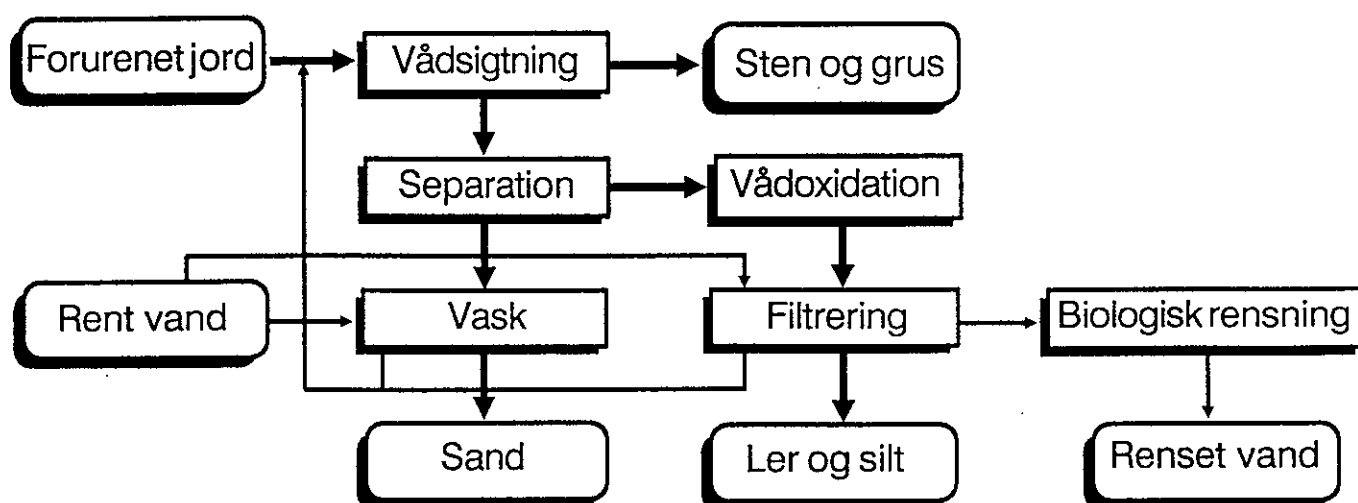 Forurenet jord
Vådsigtning
Sten og grus
Separation
Vådoxidation
Rent vand
Vask
Filtrering
Biologisk rensning
Sand
Ler og silt
Renset vand